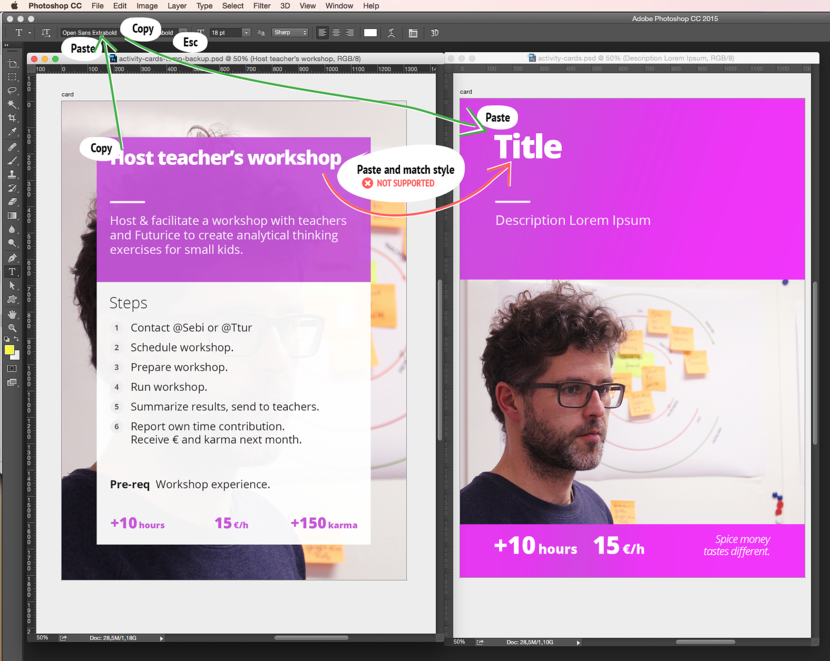 Photoshop CC File Edit Image Layer Type Select Filter 3D View Window Help
Adobe Photoshop CC 2015
T Open Sans Extrabold 18 pt Sharp 3D
Copy
Esc
Paste
activity-cards- -backup.psd @ 50% (Host teacher's workshop, RGB/8)
activity-cards.psd @ 50% (Description Lorem Ipsum, RGB/8)
card
Copy
Host teacher's workshop
Host & facilitate a workshop with teachers
and Futurice to create analytical thinking
exercises for small kids.
Steps
1 Contact @Sebi or @Ttur
2 Schedule workshop.
3 Prepare workshop.
4 Run workshop.
5 Summarize results, send to teachers.
6 Report own time contribution.
Receive € and karma next month.
Pre-req Workshop experience.
+10 hours 15 €/h +150 karma
Paste and match style
NOT SUPPORTED
card
Paste
Title
Description Lorem Ipsum
+10 hours 15 €/h
Spice money
tastes different.
50% Doc: 28,5M/1,18G
50% Doc: 28,5M/1,10G